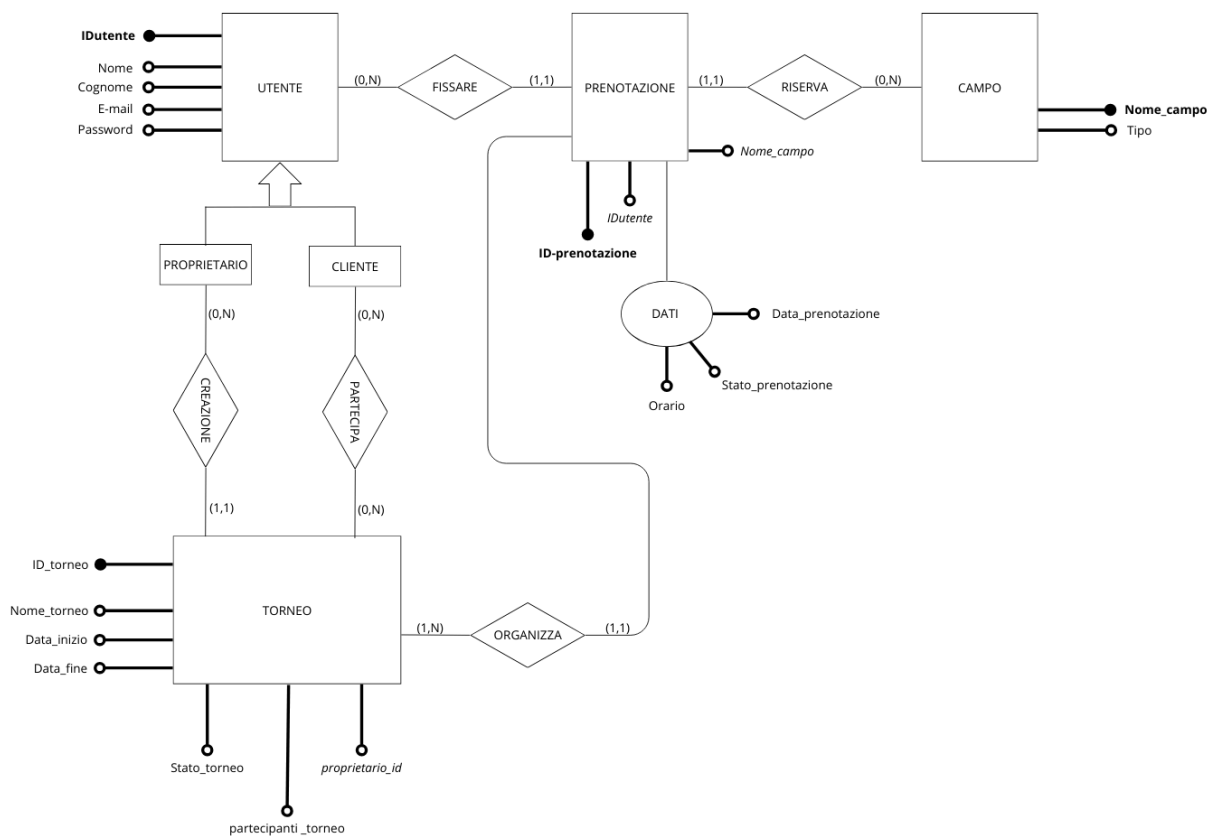 IDutente
Nome
Cognome
E-mail
Password
UTENTE
(0,N)
FISSARE
(1,1)
PRENOTAZIONE
(1,1)
RISERVA
(0,N)
CAMPO
Nome_campo
Tipo
Nome_campo
IDutente
ID-prenotazione
PROPRIETARIO
CLIENTE
DATI
Data_prenotazione
Stato_prenotazione
Orario
(0,N)
(0,N)
CREAZIONE
PARTECIPA
(1,1)
(0,N)
ID_torneo
Nome_torneo
Data_inizio
Data_fine
TORNEO
(1,N)
ORGANIZZA
(1,1)
Stato_torneo
proprietario_id
partecipanti _torneo